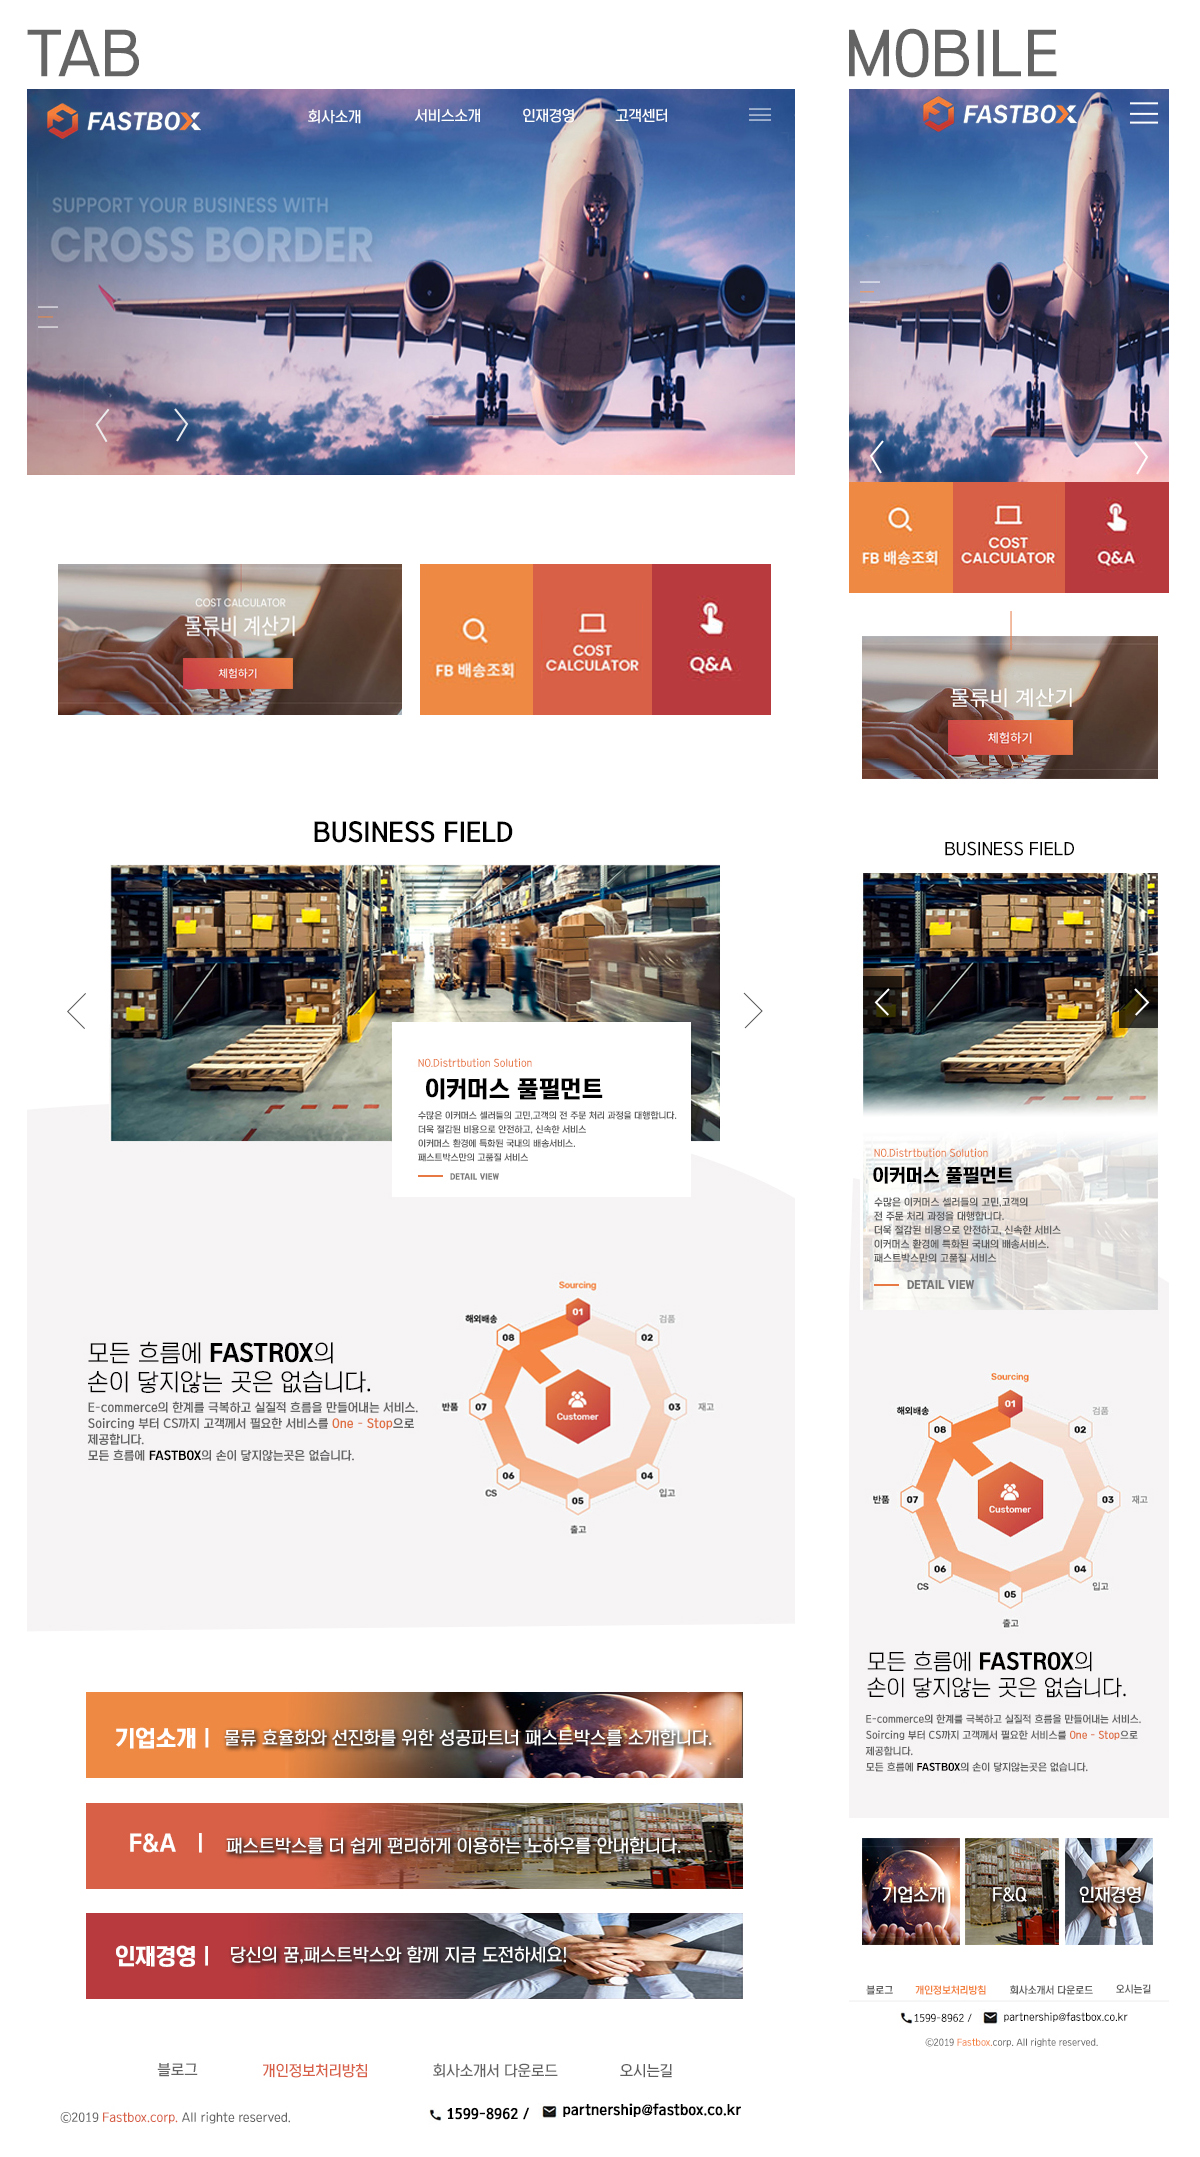 TAB
FASTBOX
회사소개
서비스소개
인재경영
고객센터
SUPPORT YOUR BUSINESS WITH
CROSS BORDER
COST CALCULATOR
물류비 계산기
체험하기
FB 배송조회
COST
CALCULATOR
Q&A
BUSINESS FIELD
NO.Distrtbution Solution
이커머스 풀필먼트
수많은 이커머스 셀러들의 고민,고객의 전 주문 처리 과정을 대행합니다.
더욱 절감된 비용으로 안전하고, 신속한 서비스
이커머스 환경에 특화된 국내의 배송서비스.
패스트박스만의 고품질 서비스
DETAIL VIEW
모든 흐름에 FASTROX의
손이 닿지않는 곳은 없습니다.
E-commerce의 한계를 극복하고 실질적 흐름을 만들어내는 서비스.
Soircing 부터 CS까지 고객께서 필요한 서비스를 One - Stop으로
제공합니다.
모든 흐름에 FASTBOX의 손이 닿지않는곳은 없습니다.
Sourcing
01
해외배송
08
검품
02
반품
07
Customer
03
재고
06
CS
04
입고
05
출고
기업소개 | 물류 효율화와 선진화를 위한 성공파트너 패스트박스를 소개합니다.
F&A | 패스트박스를 더 쉽게 편리하게 이용하는 노하우를 안내합니다.
인재경영 | 당신의 꿈,패스트박스와 함께 지금 도전하세요!
블로그
개인정보처리방침
회사소개서 다운로드
오시는길
©2019 Fastbox.corp. All righte reserved.
1599-8962 /
partnership@fastbox.co.kr
MOBILE
FASTBOX
FB 배송조회
COST
CALCULATOR
Q&A
물류비 계산기
체험하기
BUSINESS FIELD
NO.Distrtbution Solution
이커머스 풀필먼트
수많은 이커머스 셀러들의 고민,고객의
전 주문 처리 과정을 대행합니다.
더욱 절감된 비용으로 안전하고, 신속한 서비스
이커머스 환경에 특화된 국내의 배송서비스.
패스트박스만의 고품질 서비스
DETAIL VIEW
Sourcing
01
해외배송
08
검품
02
반품
07
Customer
03
재고
06
CS
04
입고
05
출고
모든 흐름에 FASTROX의
손이 닿지않는 곳은 없습니다.
E-commerce의 한계를 극복하고 실질적 흐름을 만들어내는 서비스.
Soircing 부터 CS까지 고객께서 필요한 서비스를 One - Stop으로
제공합니다.
모든 흐름에 FASTBOX의 손이 닿지않는곳은 없습니다.
기업소개
F&Q
인재경영
블로그
개인정보처리방침
회사소개서 다운로드
오시는길
1599-8962 /
partnership@fastbox.co.kr
©2019 Fastbox.corp. All righte reserved.